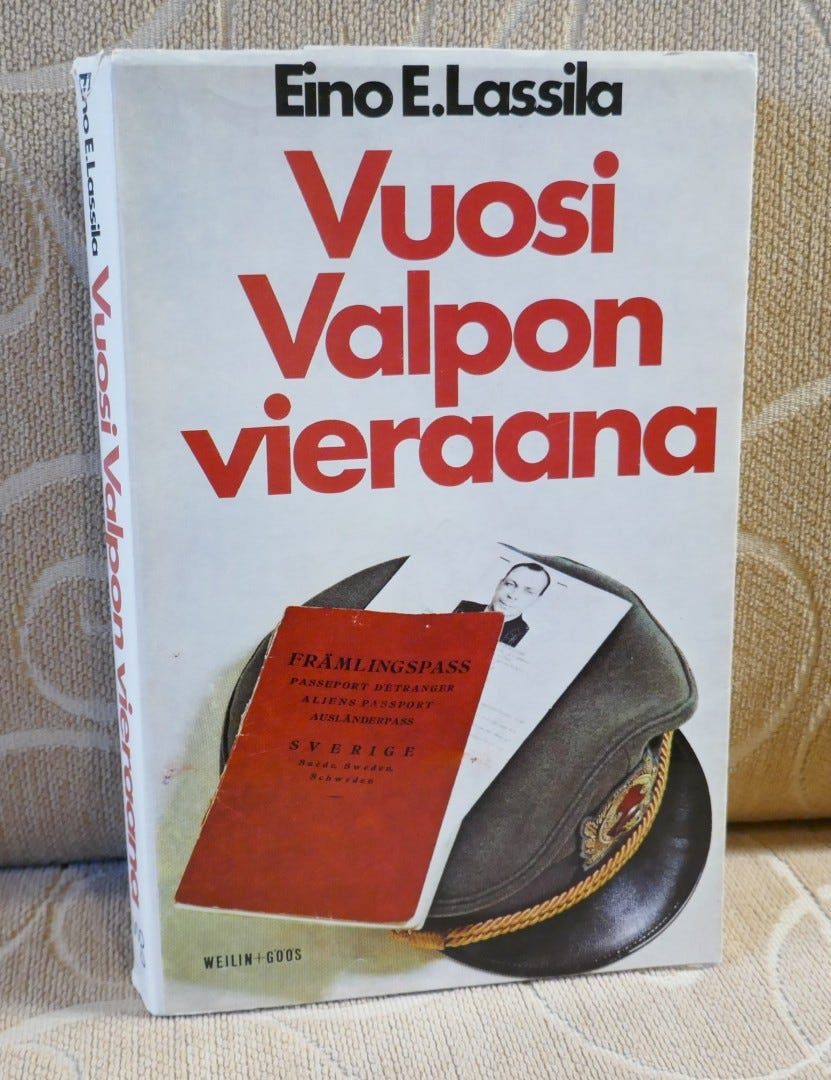 Eino E. Lassila
Vuosi
Valpon
vieraana
FRÄMLINGSPASS
PASSEPORT D'ÉTRANGER
ALIENS PASSPORT
AUSLÄNDERPASS
SVERIGE
Suède, Sweden,
Schweden
WEILIN+GÖÖS
Eino E. Lassila Vuosi Valpon vieraana